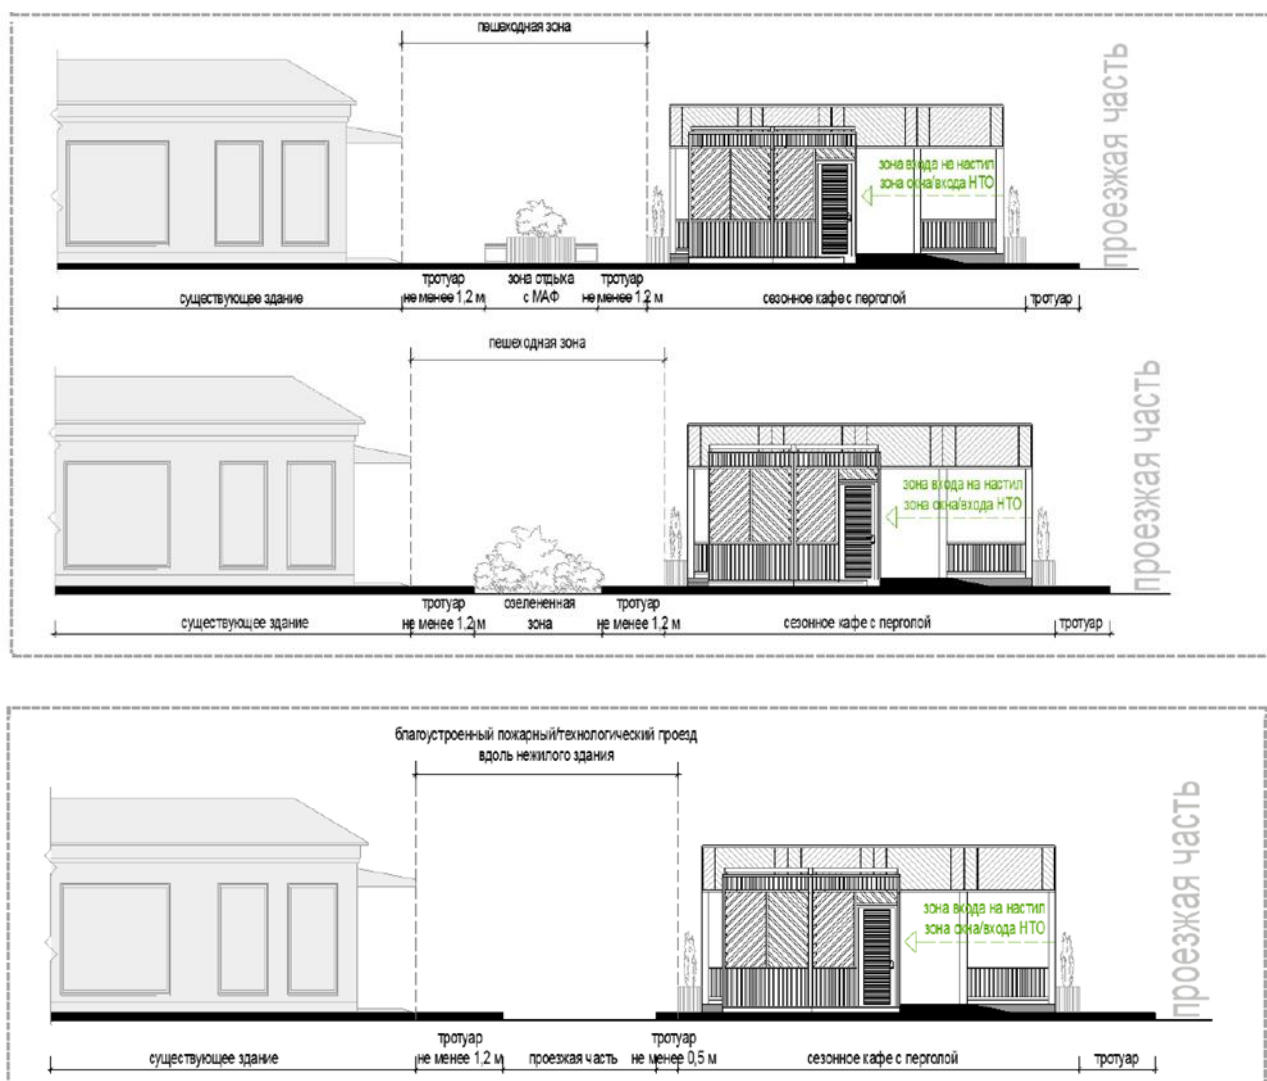 пешеходная зона
зона входа на настил
зона окна/входа НТО
проезжая часть
тротуар
не менее 1,2 м
зона отдыха
с МАФ
тротуар
не менее 1,2 м
существующее здание
сезонное кафе с перголой
тротуар
пешеходная зона
зона входа на настил
зона окна/входа НТО
проезжая часть
тротуар
не менее 1,2 м
озелененная
зона
тротуар
не менее 1,2 м
существующее здание
сезонное кафе с перголой
тротуар
благоустроенный пожарный/технологический проезд
вдоль нежилого здания
зона входа на настил
зона окна/входа НТО
проезжая часть
тротуар
не менее 1,2 м
проезжая часть
тротуар
не менее 0,5 м
существующее здание
сезонное кафе с перголой
тротуар